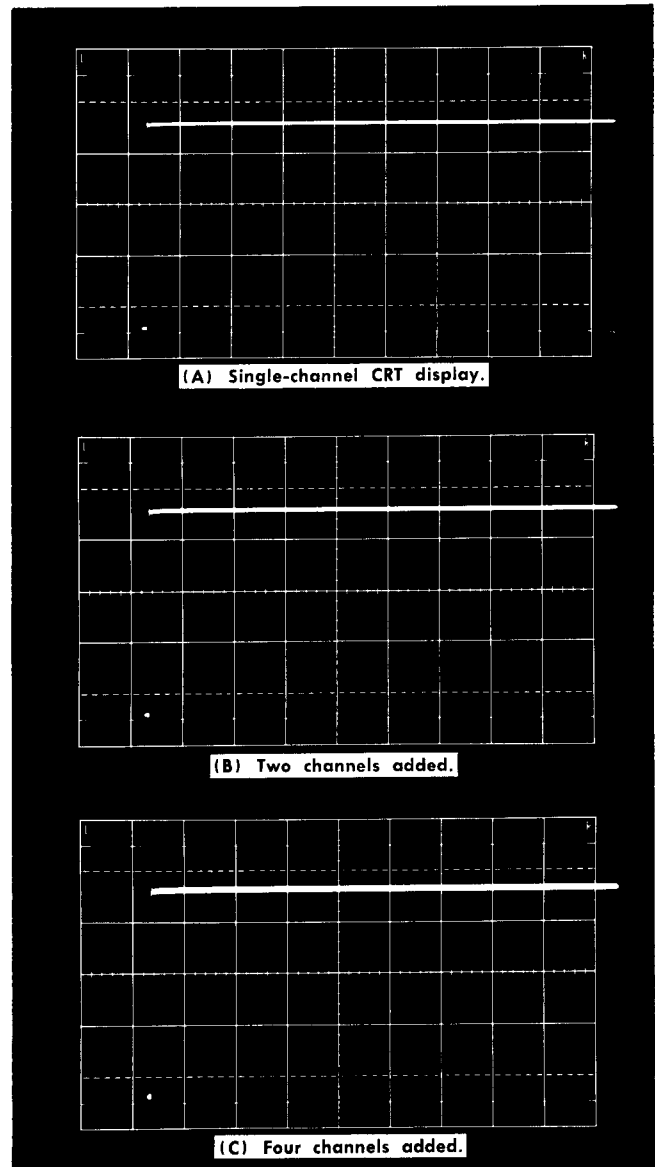 (A) Single-channel CRT display.
(B) Two channels added.
(C) Four channels added.